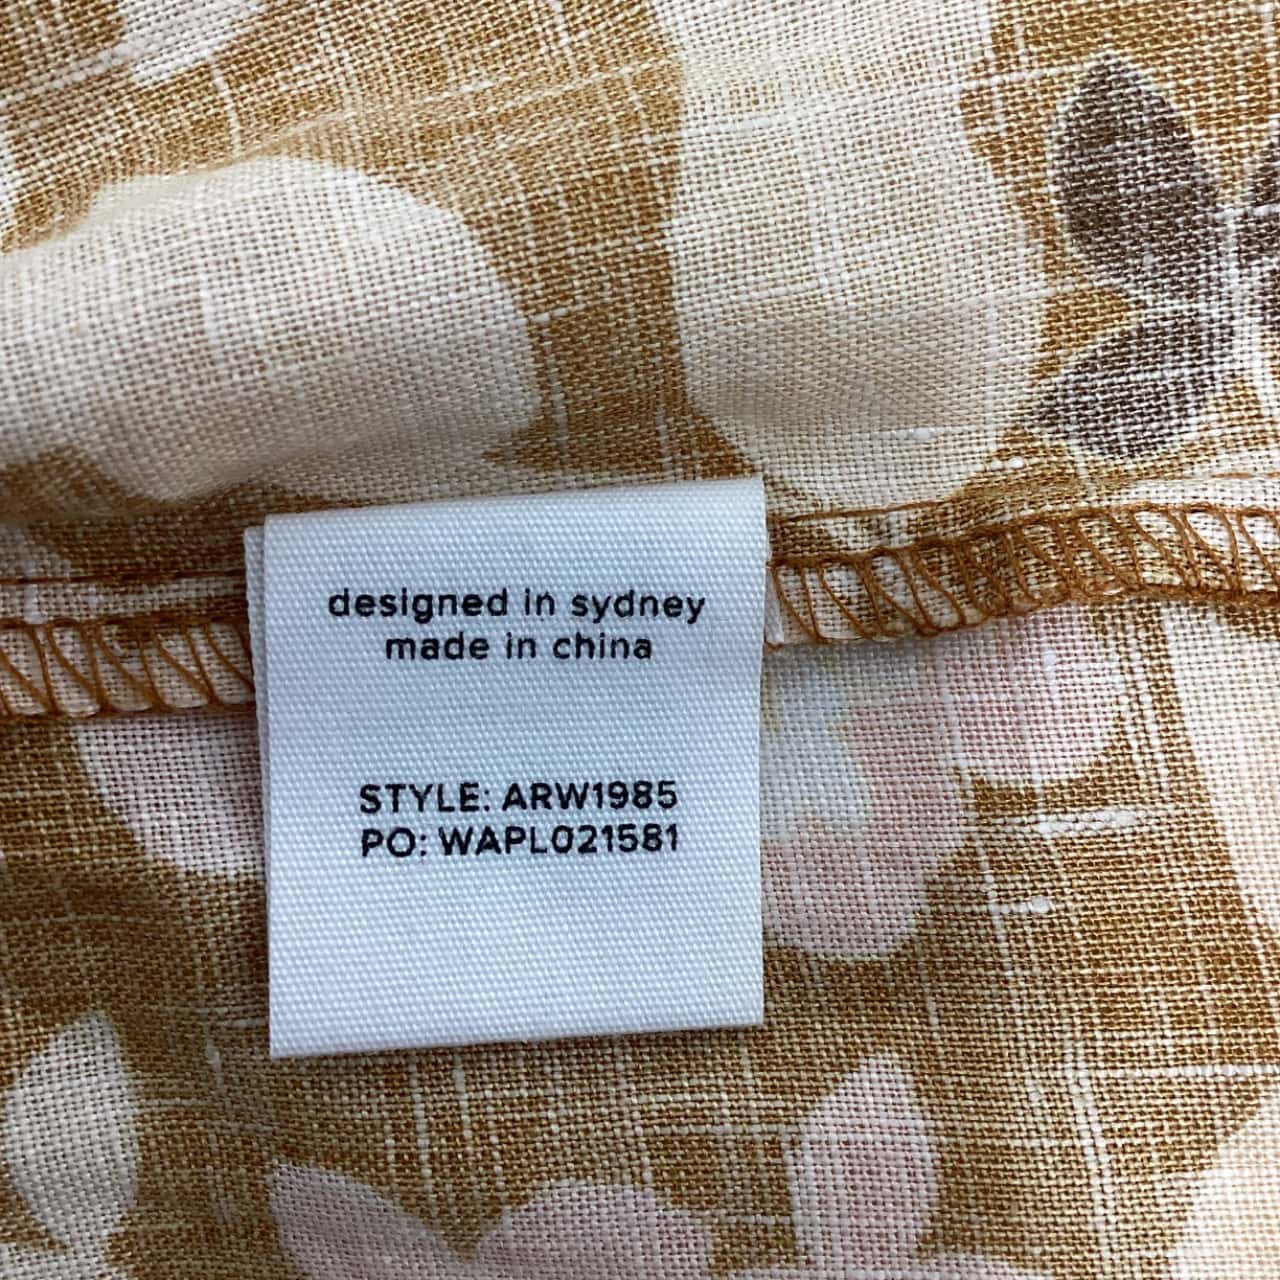 designed in sydney
made in china
STYLE: ARW1985
PO: WAPL021581